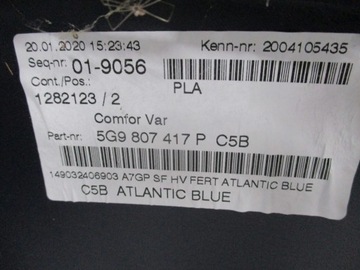 20.01.2020 15:23:43 Kenn-nr: 2004105435
Seq-nr: 01-9056
Cont./Pos.: PLA
1282123 / 2
Comfor Var
Part-nr: 5G9 807 417 P C5B
149032406903 A7GP SF HV FERT ATLANTIC BLUE
C5B ATLANTIC BLUE